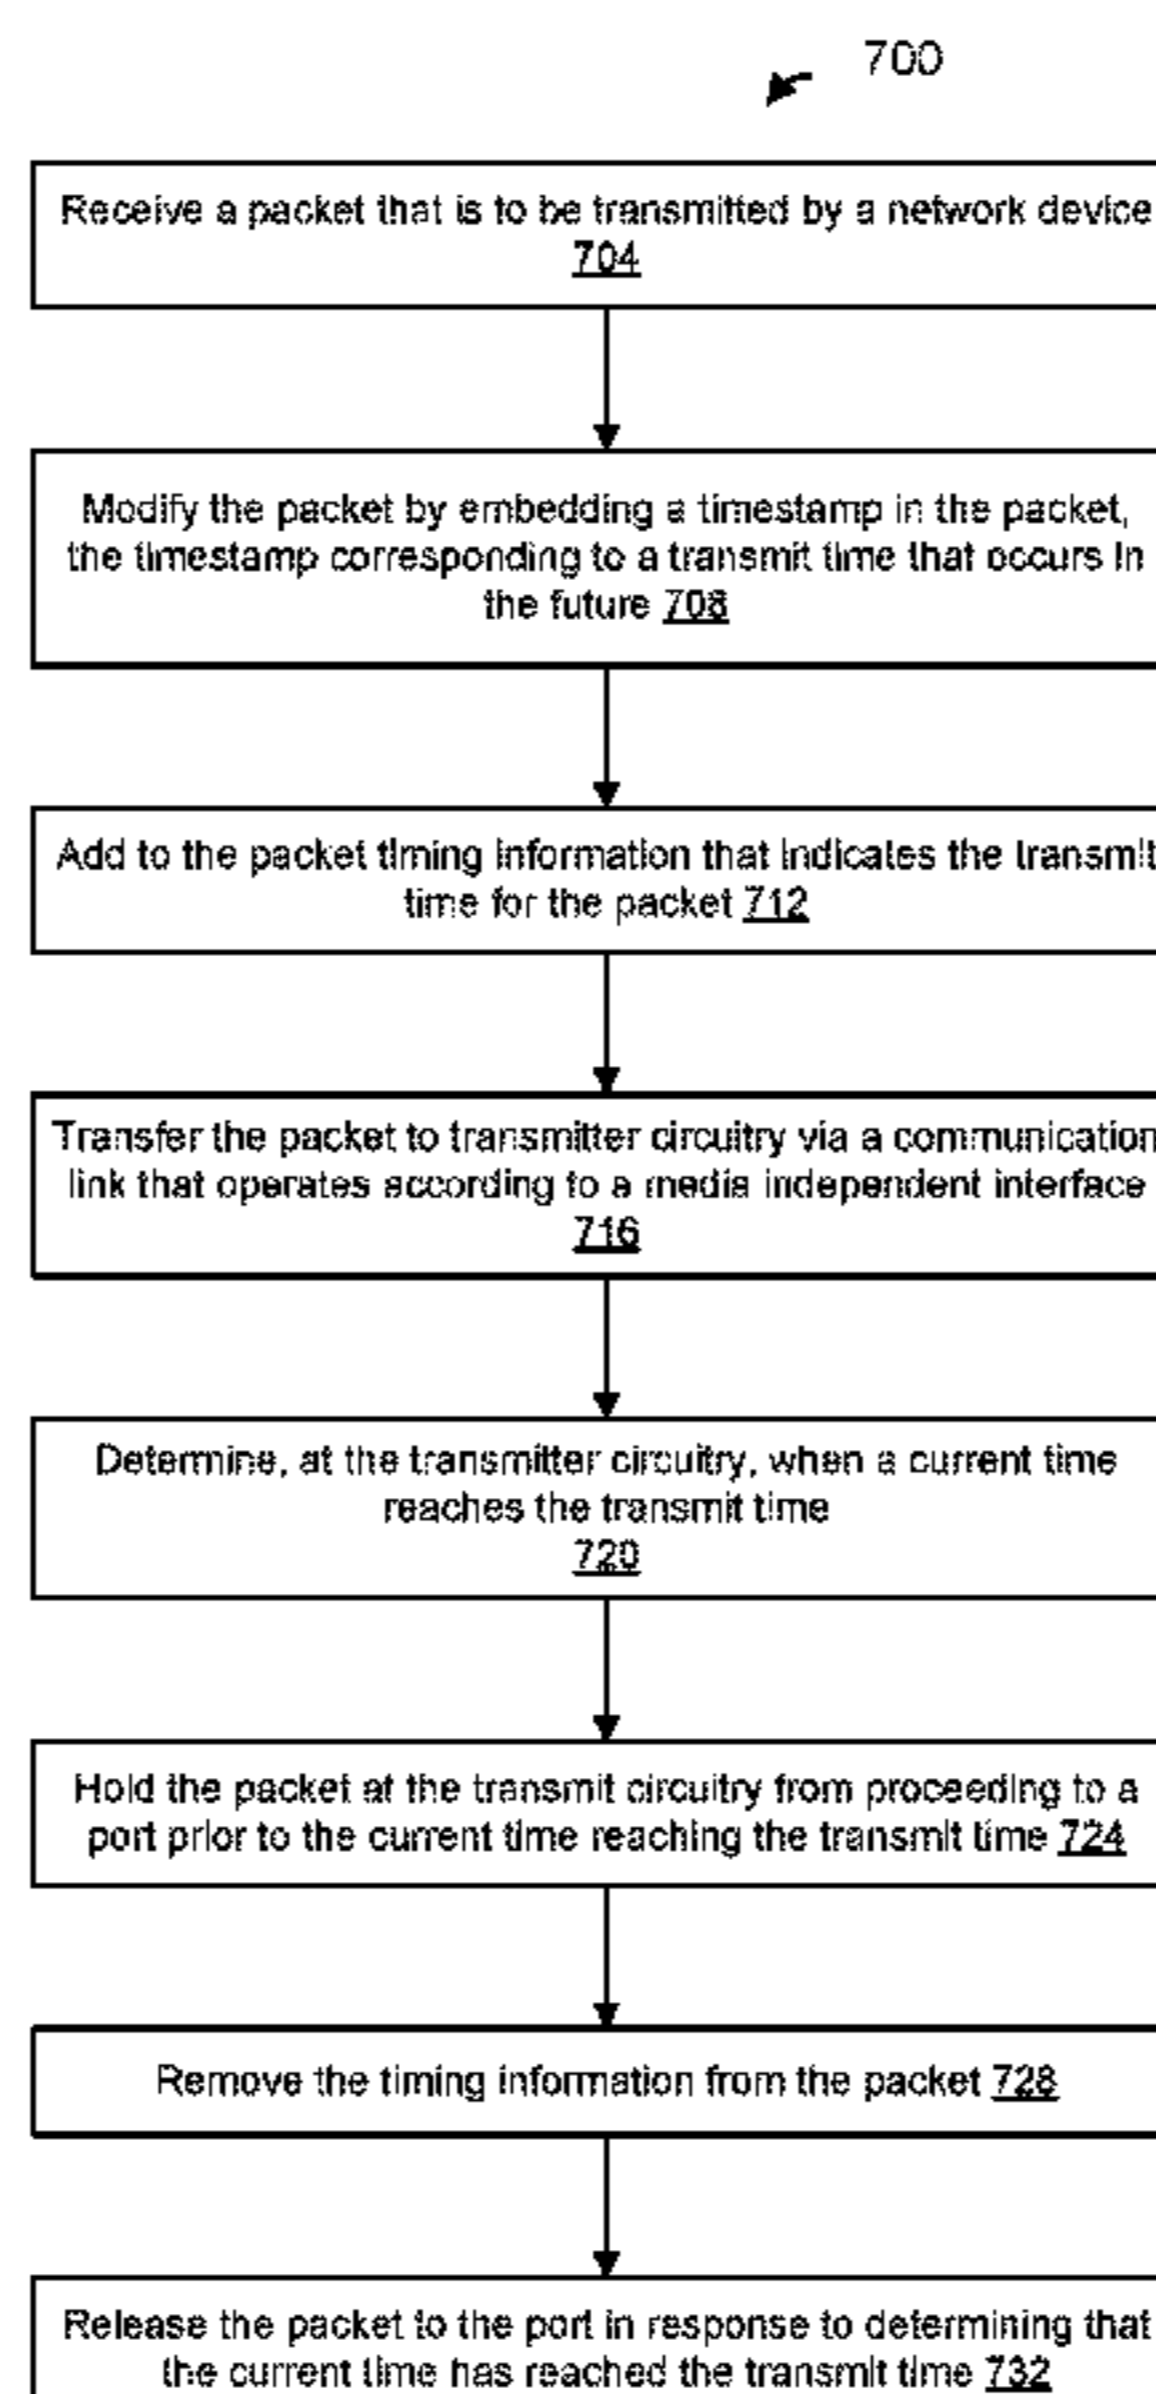 700
Receive a packet that is to be transmitted by a network device
704
Modify the packet by embedding a timestamp in the packet,
the timestamp corresponding to a transmit time that occurs in
the future 708
Add to the packet timing information that indicates the transmit
time for the packet 712
Transfer the packet to transmitter circuitry via a communication
link that operates according to a media independent interface
716
Determine, at the transmitter circuitry, when a current time
reaches the transmit time
720
Hold the packet at the transmit circuitry from proceeding to a
port prior to the current time reaching the transmit time 724
Remove the timing information from the packet 728
Release the packet to the port in response to determining that
the current time has reached the transmit time 732